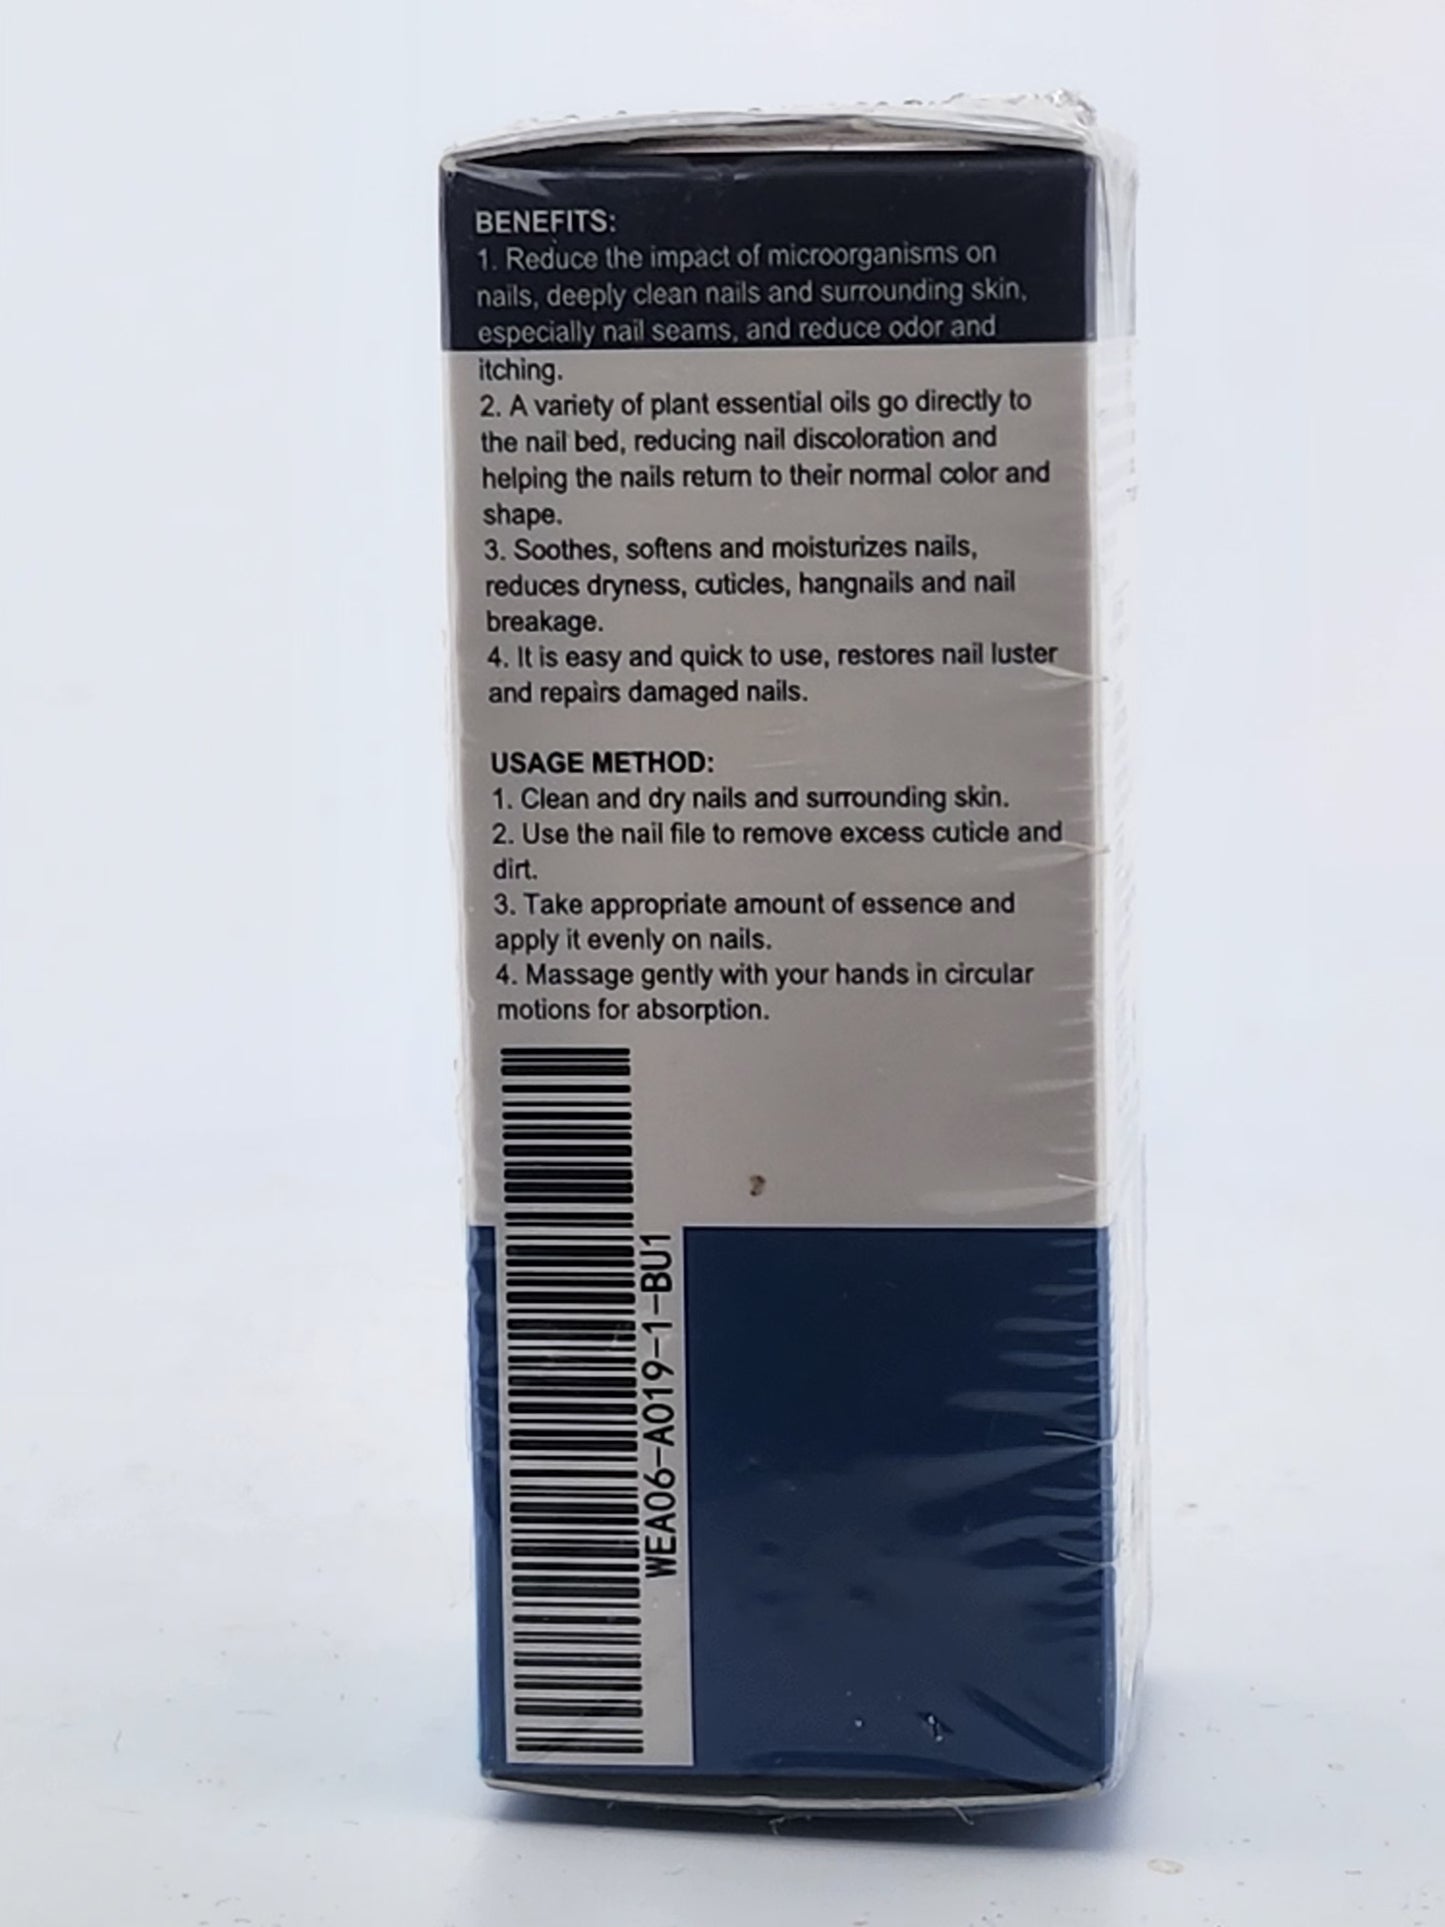 BENEFITS:
1. Reduce the impact of microorganisms on
nails, deeply clean nails and surrounding skin,
especially nail seams, and reduce odor and
itching.
2. A variety of plant essential oils go directly to
the nail bed, reducing nail discoloration and
helping the nails return to their normal color and
shape.
3. Soothes, softens and moisturizes nails,
reduces dryness, cuticles, hangnails and nail
breakage.
4. It is easy and quick to use, restores nail luster
and repairs damaged nails.
USAGE METHOD:
1. Clean and dry nails and surrounding skin.
2. Use the nail file to remove excess cuticle and
dirt.
3. Take appropriate amount of essence and
apply it evenly on nails.
4. Massage gently with your hands in circular
motions for absorption.
WEA06-A019-1-BU1